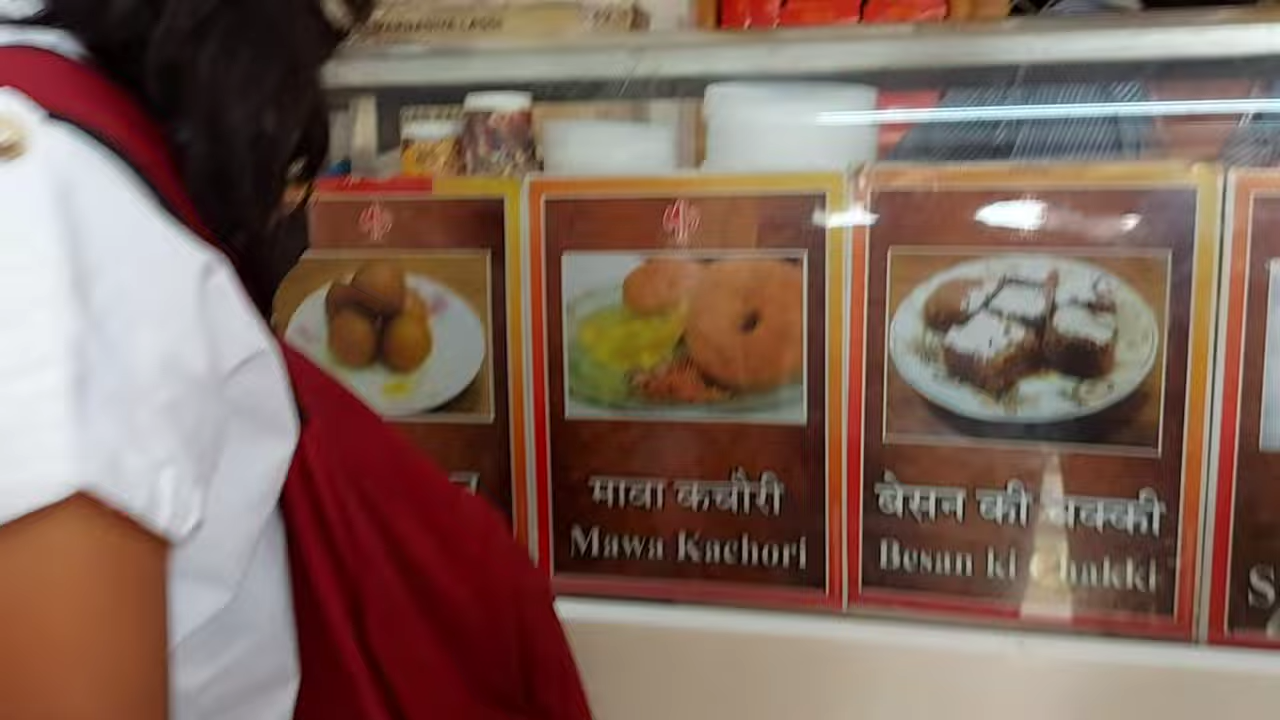 मावा कचौरी
Mawa Kachori
बेसन की चक्की
Besan ki Chakki